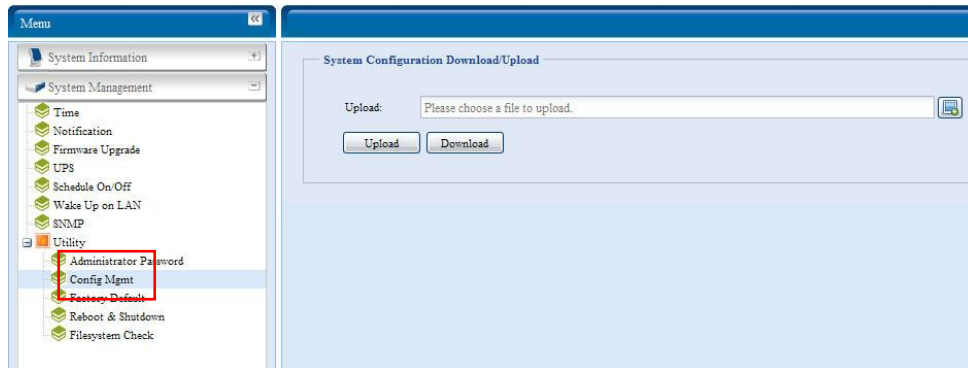 Menu
System Information
System Management
Time
Notification
Firmware Upgrade
UPS
Schedule On/Off
Wake Up on LAN
SNMP
Utility
Administrator Password
Config Mgmt
Factory Default
Reboot & Shutdown
Filesystem Check
System Configuration Download/Upload
Upload: Please choose a file to upload.
Upload Download